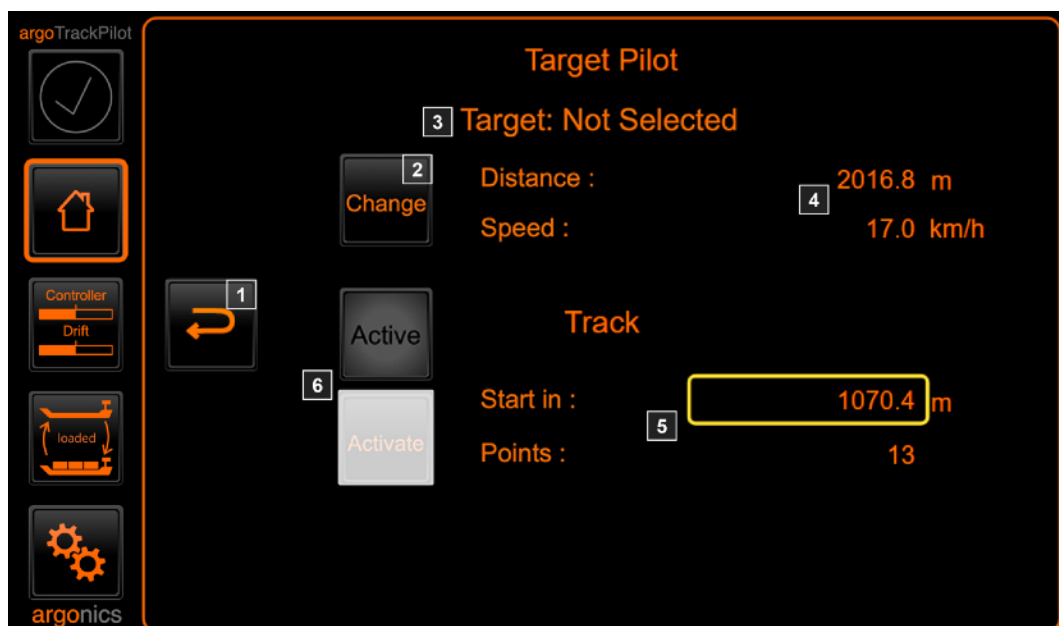 argoTrackPilot
Target Pilot
3 Target: Not Selected
2
Change
Distance : 2016.8 m
4
Speed : 17.0 km/h
Controller
Drift
1
Active
Track
6
Activate
Start in : 1070.4 m
5
Points : 13
loaded
argonics